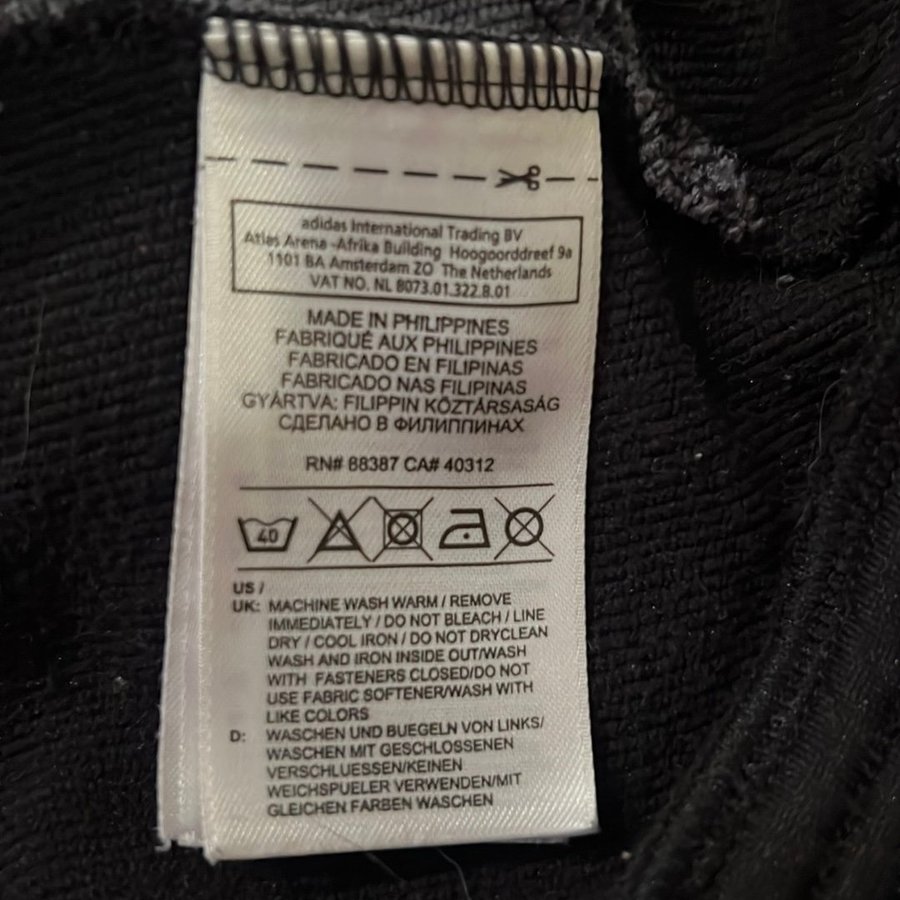 adidas International Trading BV
Atlas Arena -Afrika Building Hoogoorddreef 9a
1101 BA Amsterdam ZO The Netherlands
VAT NO. NL 8073.01.322.B.01
MADE IN PHILIPPINES
FABRIQUÉ AUX PHILIPPINES
FABRICADO EN FILIPINAS
FABRICADO NAS FILIPINAS
GYÁRTVA: FILIPPIN KÖZTÁRSASÁG
СДЕЛАНО В ФИЛИППИНАХ
RN# 88387 CA# 40312
40
US /
UK: MACHINE WASH WARM / REMOVE
IMMEDIATELY / DO NOT BLEACH / LINE
DRY / COOL IRON / DO NOT DRYCLEAN
WASH AND IRON INSIDE OUT/WASH
WITH FASTENERS CLOSED/DO NOT
USE FABRIC SOFTENER/WASH WITH
LIKE COLORS
D: WASCHEN UND BUEGELN VON LINKS/
WASCHEN MIT GESCHLOSSENEN
VERSCHLUESSEN/KEINEN
WEICHSPUELER VERWENDEN/MIT
GLEICHEN FARBEN WASCHEN